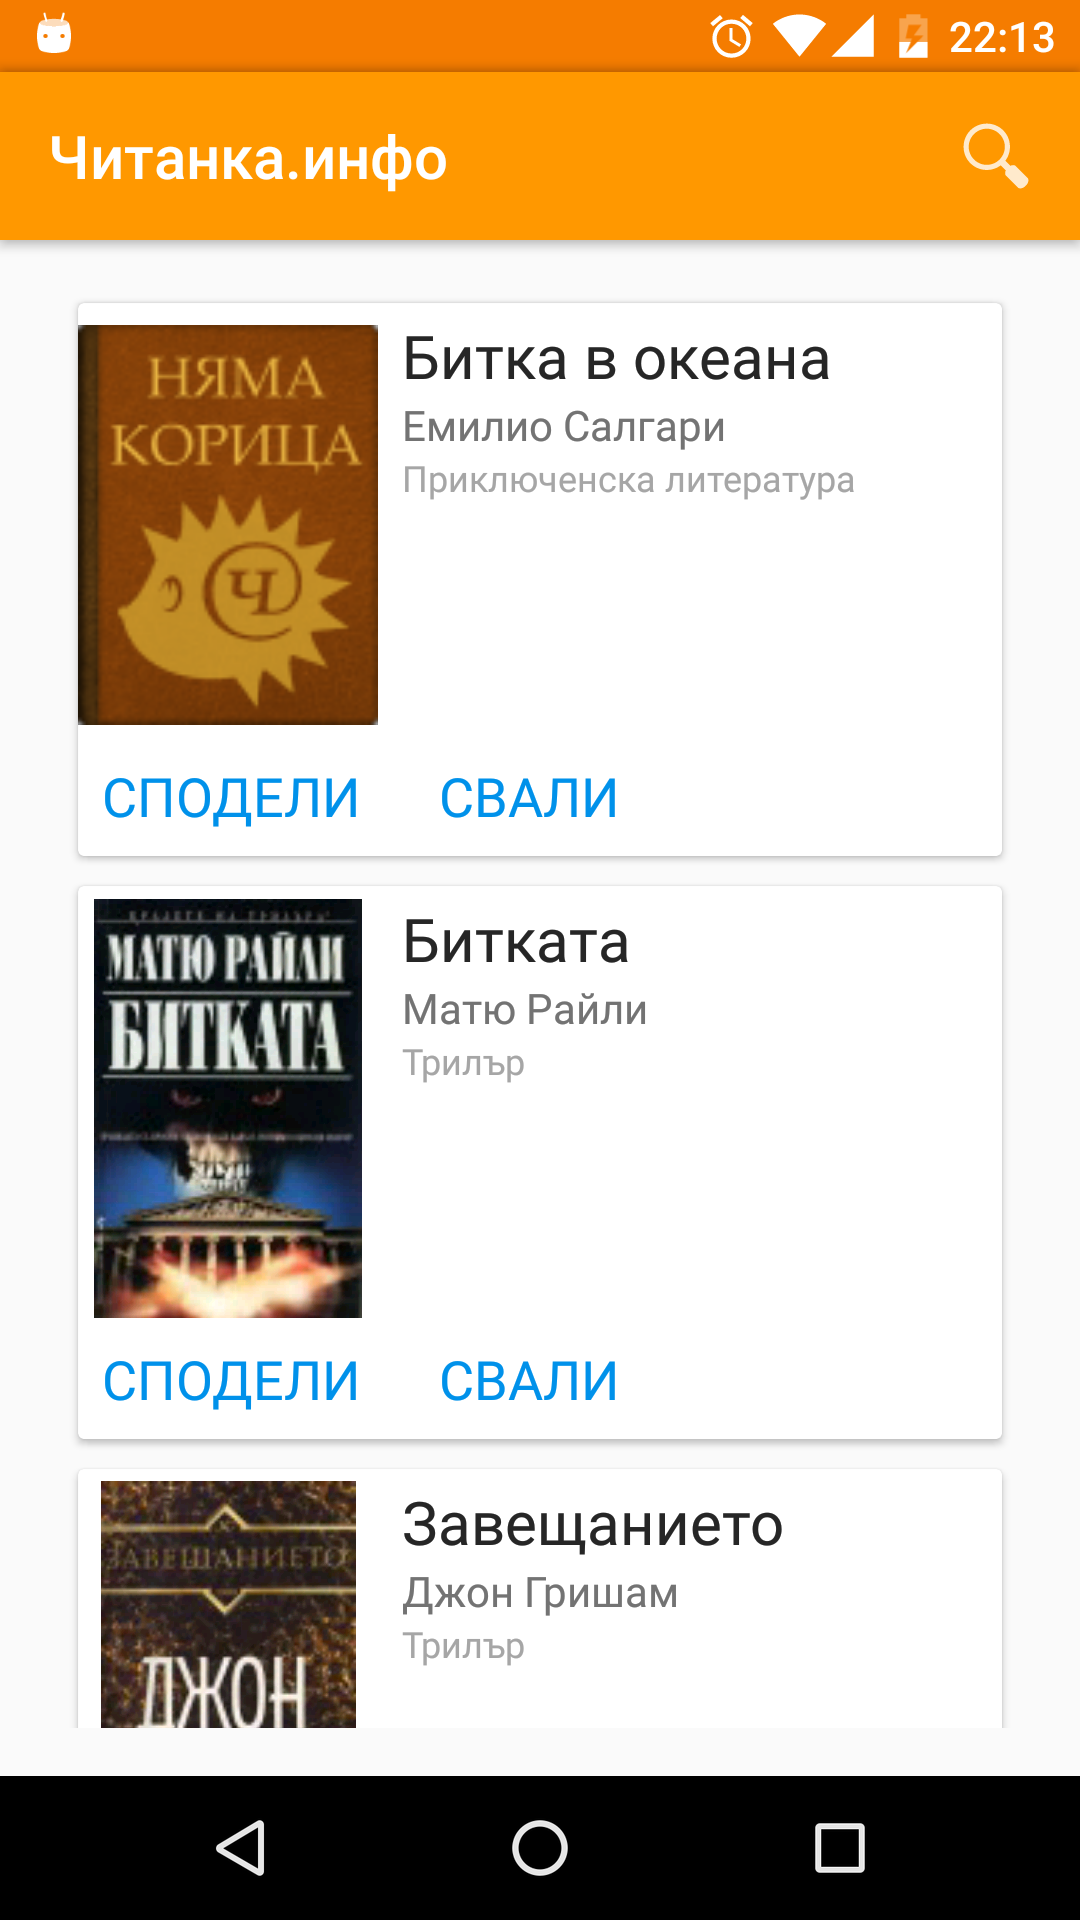 22:13
Читанка.инфо
НЯМА
КОРИЦА
Ч
Битка в океана
Емилио Салгари
Приключенска литература
СПОДЕЛИ
СВАЛИ
МАТЮ РАЙЛИ
БИТКАТА
Битката
Матю Райли
Трилър
СПОДЕЛИ
СВАЛИ
ЗАВЕЩАНИЕТО
ДЖОН
Завещанието
Джон Гришам
Трилър